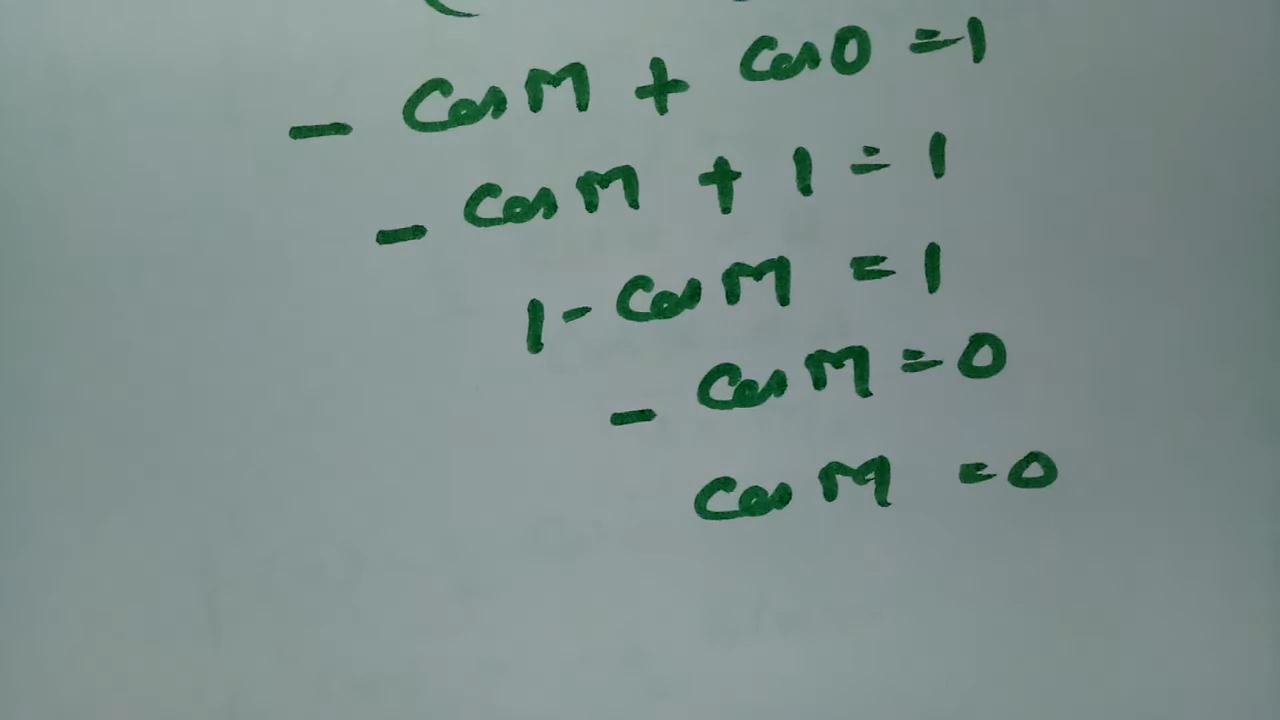 - cos M + cos 0 = 1
- cos M + 1 = 1
1 - cos M = 1
- cos M = 0
cos M = 0